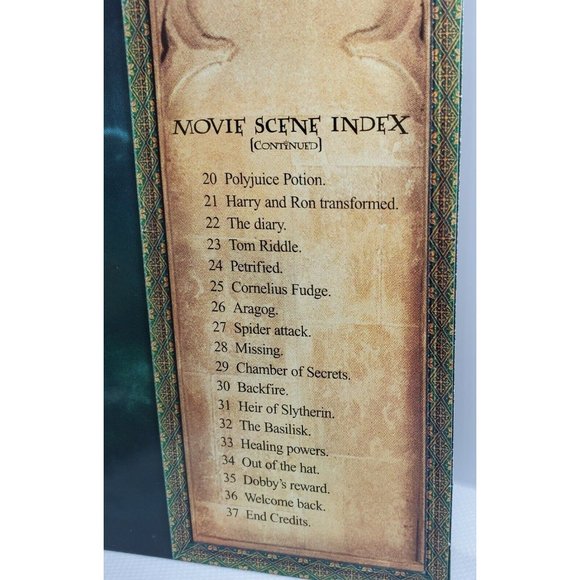 MOVIE SCENE INDEX
[CONTINUED]
20 Polyjuice Potion.
21 Harry and Ron transformed.
22 The diary.
23 Tom Riddle.
24 Petrified.
25 Cornelius Fudge.
26 Aragog.
27 Spider attack.
28 Missing.
29 Chamber of Secrets.
30 Backfire.
31 Heir of Slytherin.
32 The Basilisk.
33 Healing powers.
34 Out of the hat.
35 Dobby's reward.
36 Welcome back.
37 End Credits.